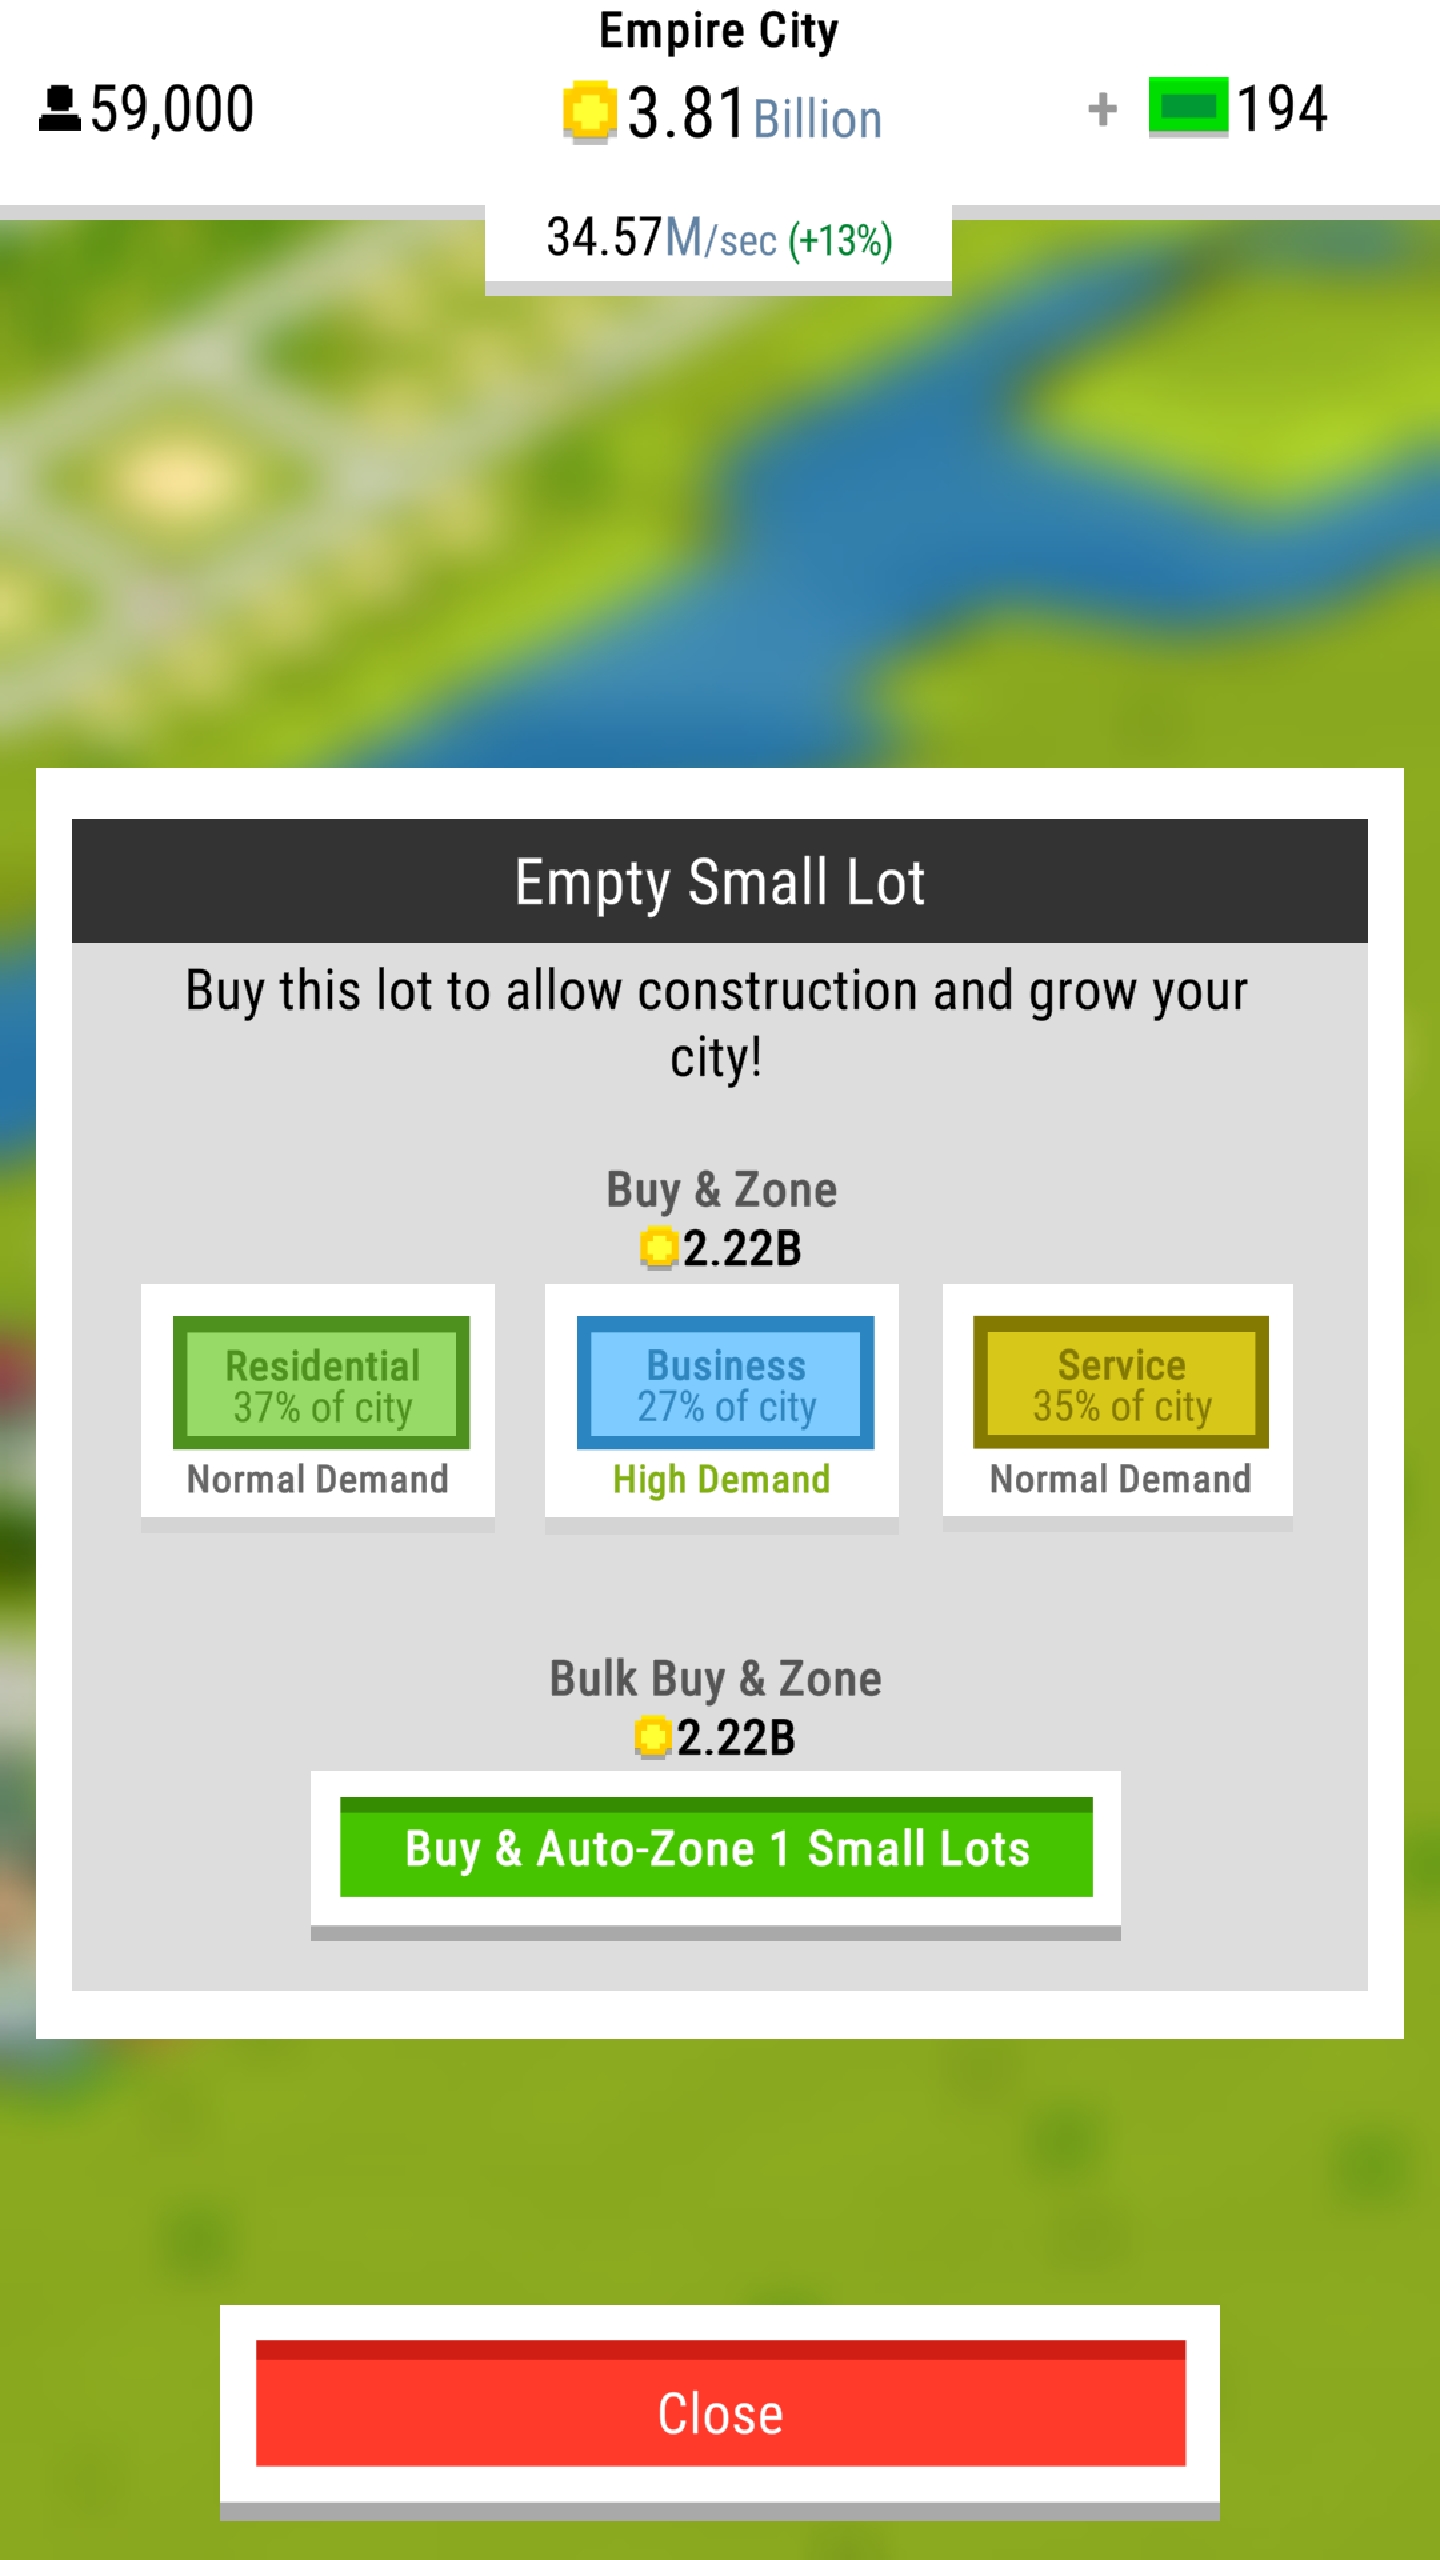 Empire City
59,000
3.81Billion
+ 194
34.57M/sec (+13%)
Empty Small Lot
Buy this lot to allow construction and grow your
city!
Buy & Zone
2.22B
Residential
37% of city
Normal Demand
Business
27% of city
High Demand
Service
35% of city
Normal Demand
Bulk Buy & Zone
2.22B
Buy & Auto-Zone 1 Small Lots
Close